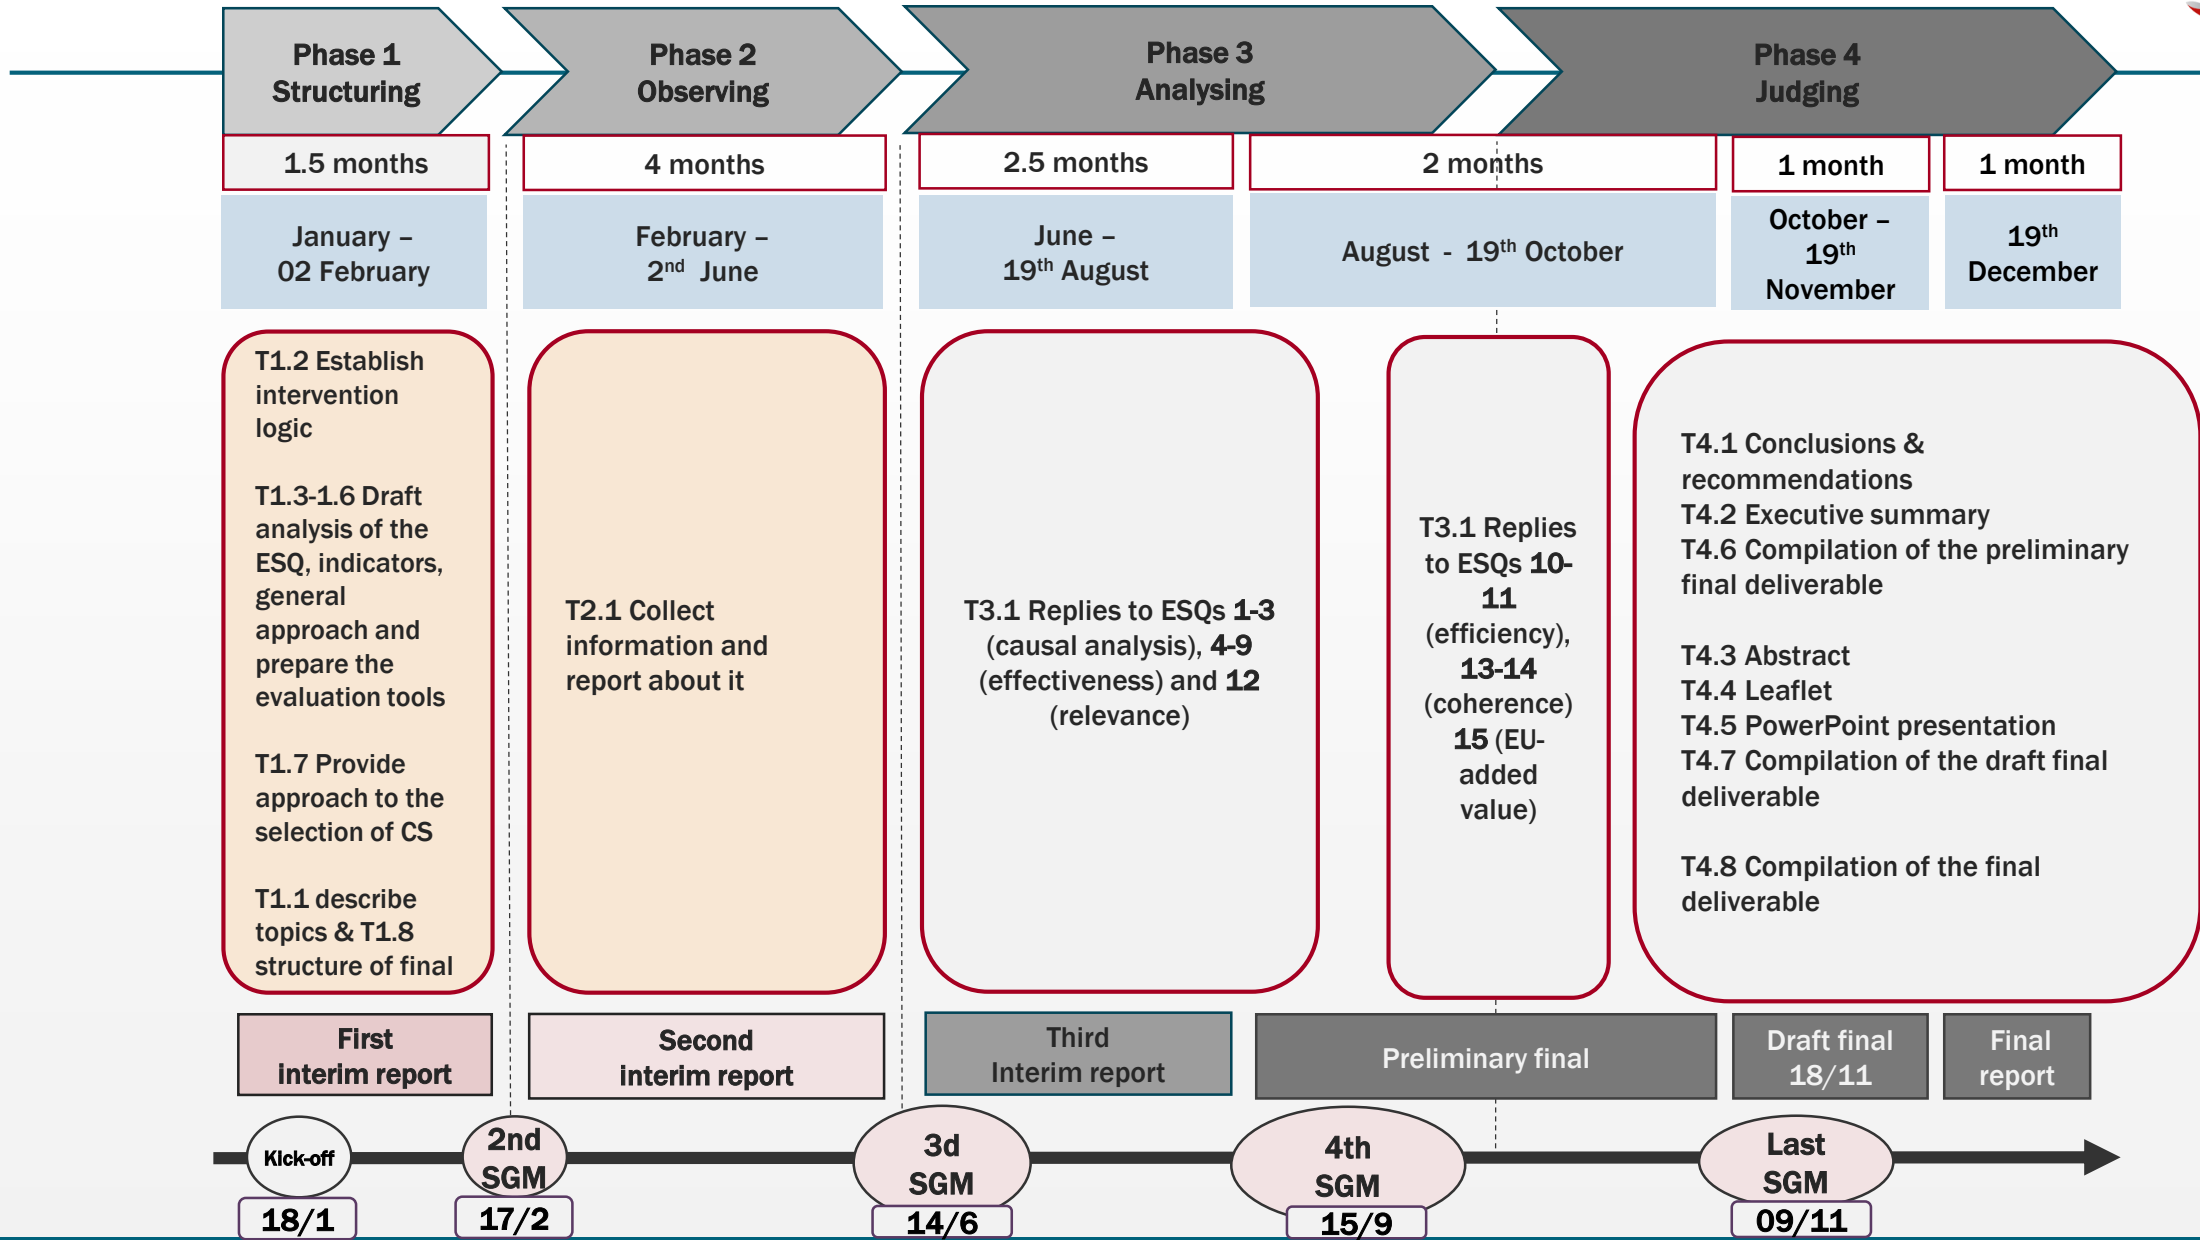 Phase 1
Structuring
Phase 2
Observing
Phase 3
Analysing
Phase 4
Judging
1.5 months
4 months
2.5 months
2 months
1 month
1 month
January –
02 February
February –
2nd June
June –
19th August
August - 19th October
October –
19th
November
19th
December
T1.2 Establish
intervention
logic
T1.3-1.6 Draft
analysis of the
ESQ, indicators,
general
approach and
prepare the
evaluation tools
T1.7 Provide
approach to the
selection of CS
T1.1 describe
topics & T1.8
structure of final
T2.1 Collect
information and
report about it
T3.1 Replies to ESQs 1-3
(causal analysis), 4-9
(effectiveness) and 12
(relevance)
T3.1 Replies
to ESQs 10-
11
(efficiency),
13-14
(coherence)
15 (EU-
added
value)
T4.1 Conclusions &
recommendations
T4.2 Executive summary
T4.6 Compilation of the preliminary
final deliverable
T4.3 Abstract
T4.4 Leaflet
T4.5 PowerPoint presentation
T4.7 Compilation of the draft final
deliverable
T4.8 Compilation of the final
deliverable
First
interim report
Second
interim report
Third
Interim report
Preliminary final
Draft final
18/11
Final
report
Kick-off
2nd
SGM
3d
SGM
4th
SGM
Last
SGM
18/1
17/2
14/6
15/9
09/11